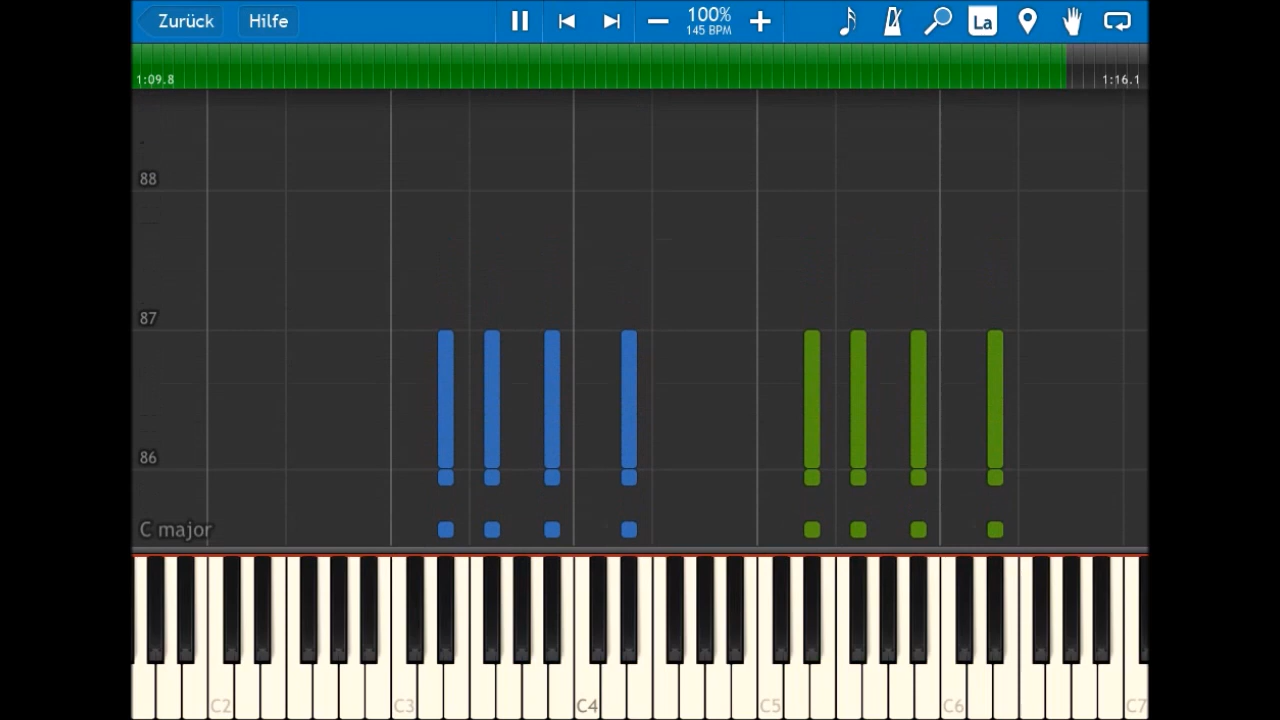 Zurück Hilfe 100% La
145 BPM
1:09.8 1:16.1
88
87
86
C major
C2 C3 C4 C5 C6 C7